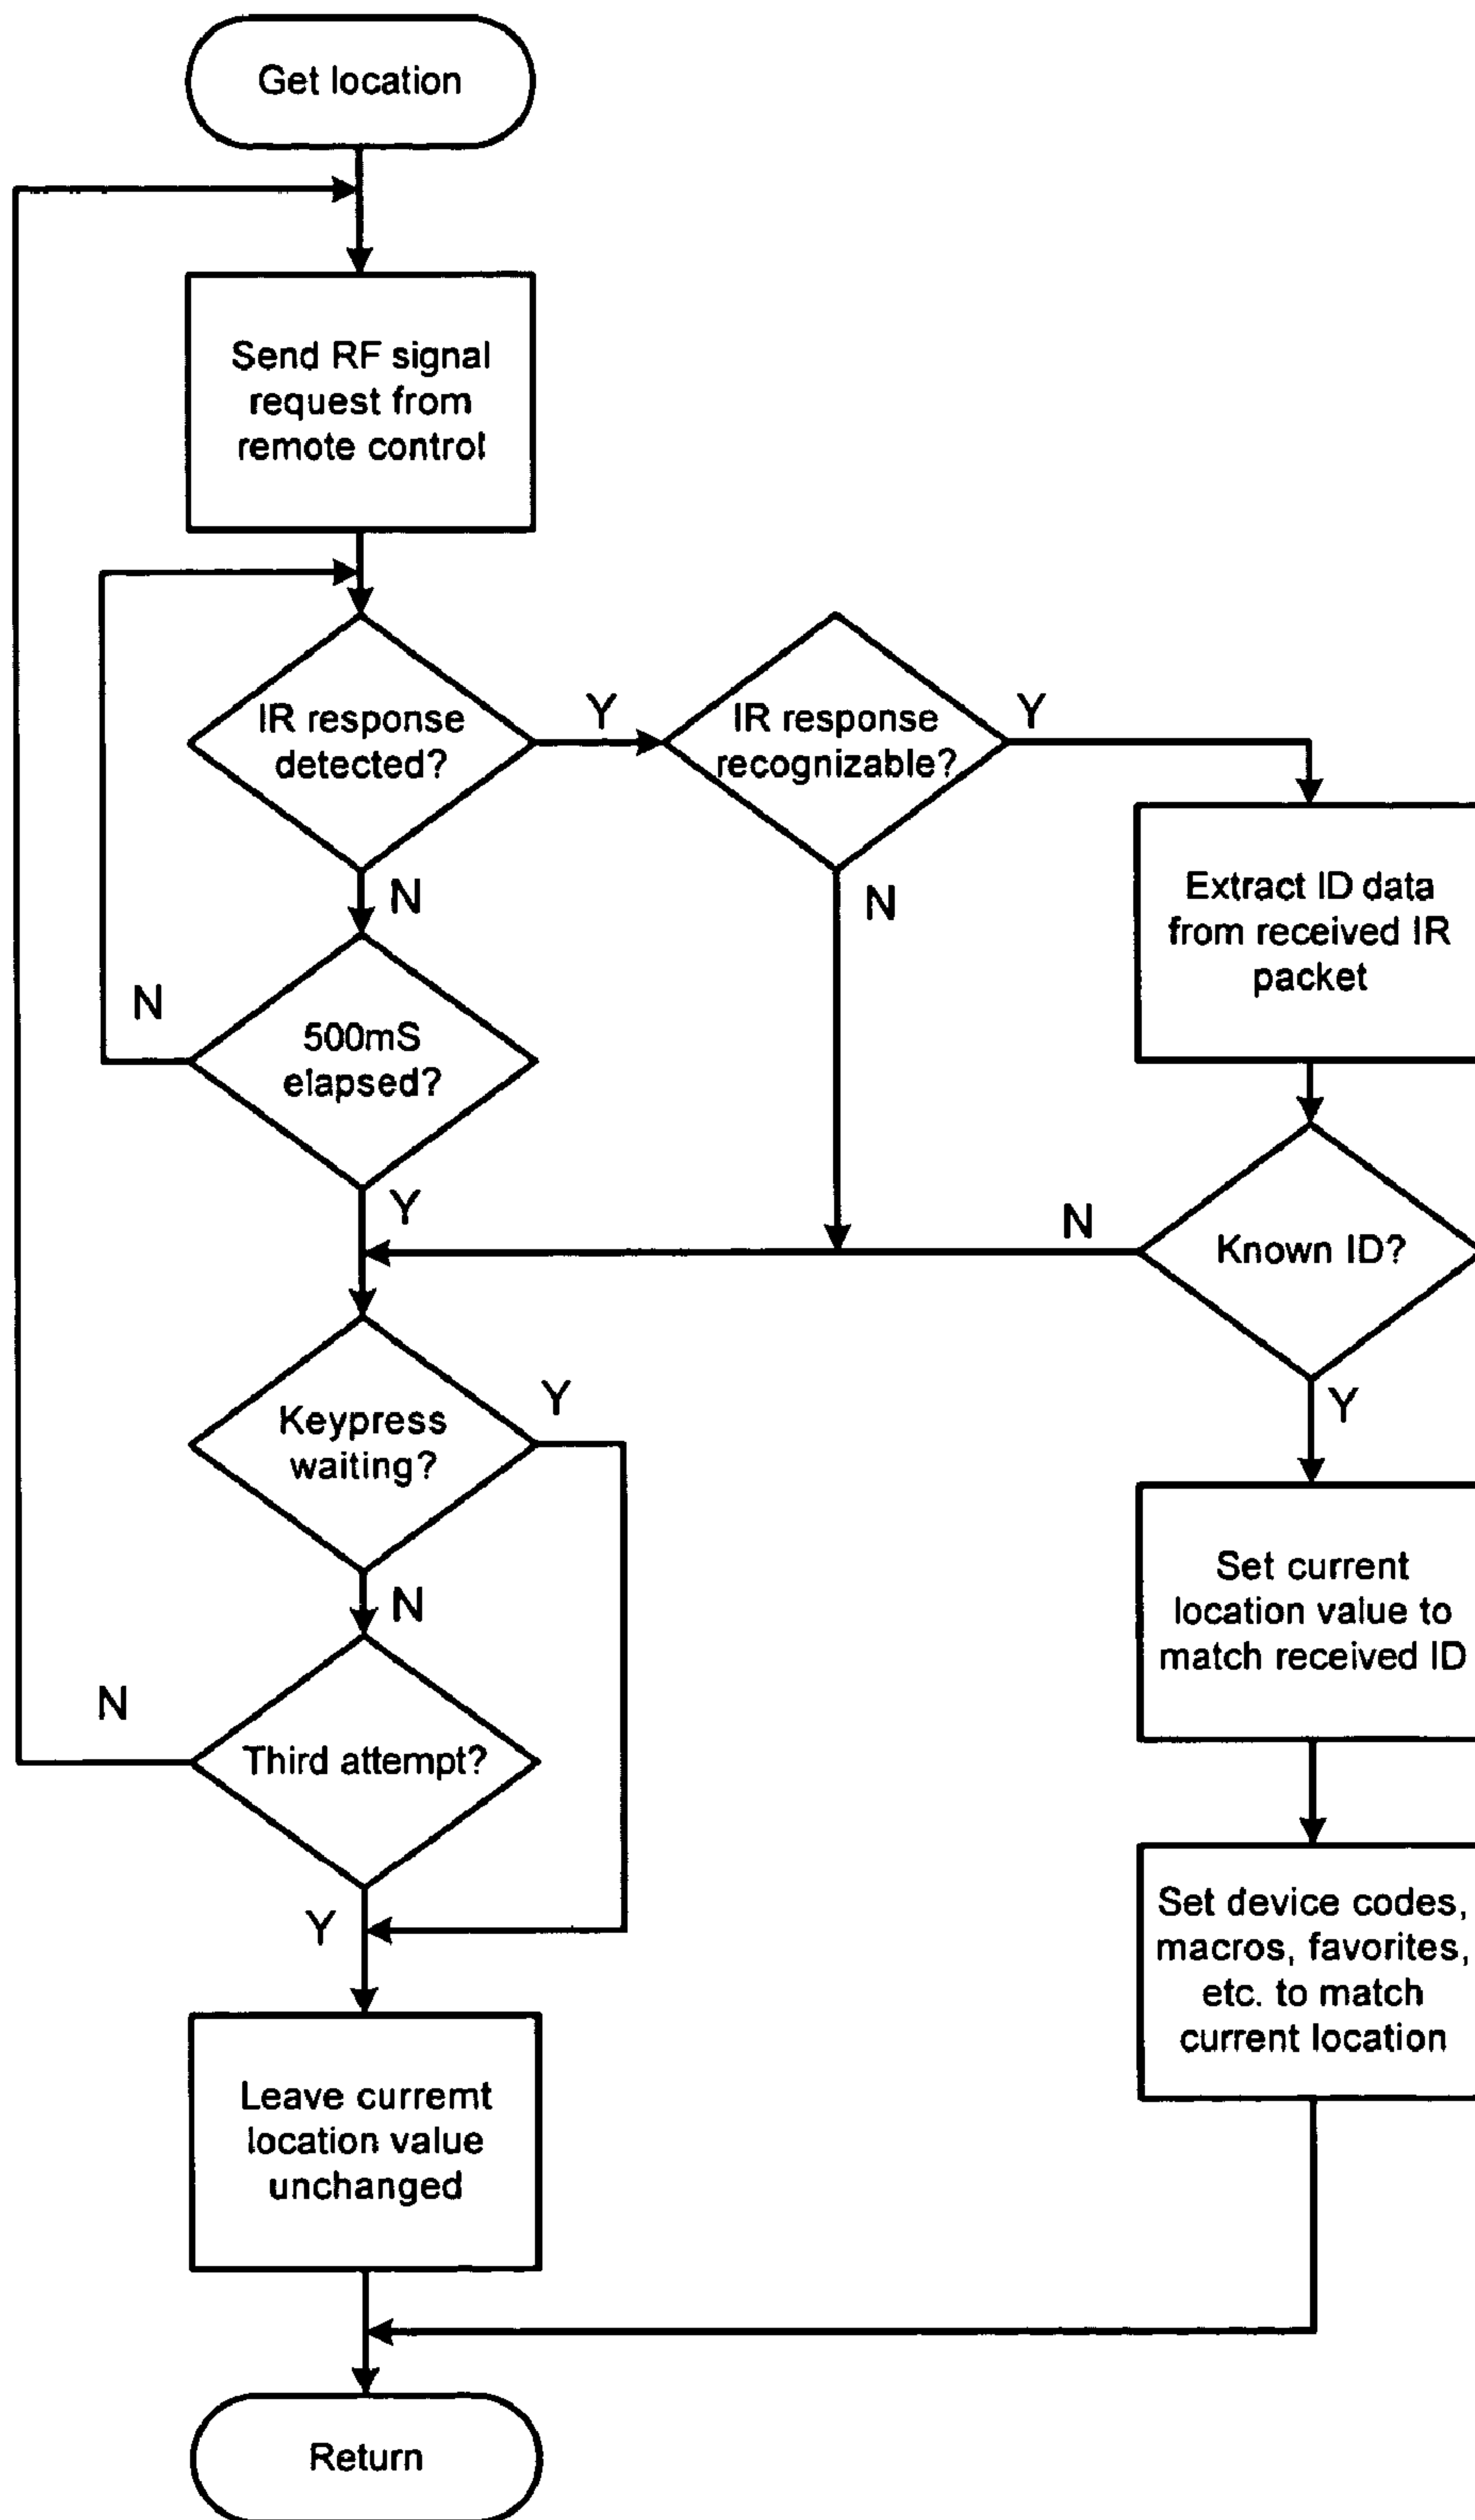 Get location
Send RF signal
request from
remote control
IR response
detected?
Y
IR response
recognizable?
Y
N
N
Extract ID data
from received IR
packet
N
500mS
elapsed?
Y
N
Known ID?
Y
Keypress
waiting?
Y
N
Set current
location value to
match received ID
N
Third attempt?
Y
Set device codes,
macros, favorites,
etc. to match
current location
Leave curremt
location value
unchanged
Return